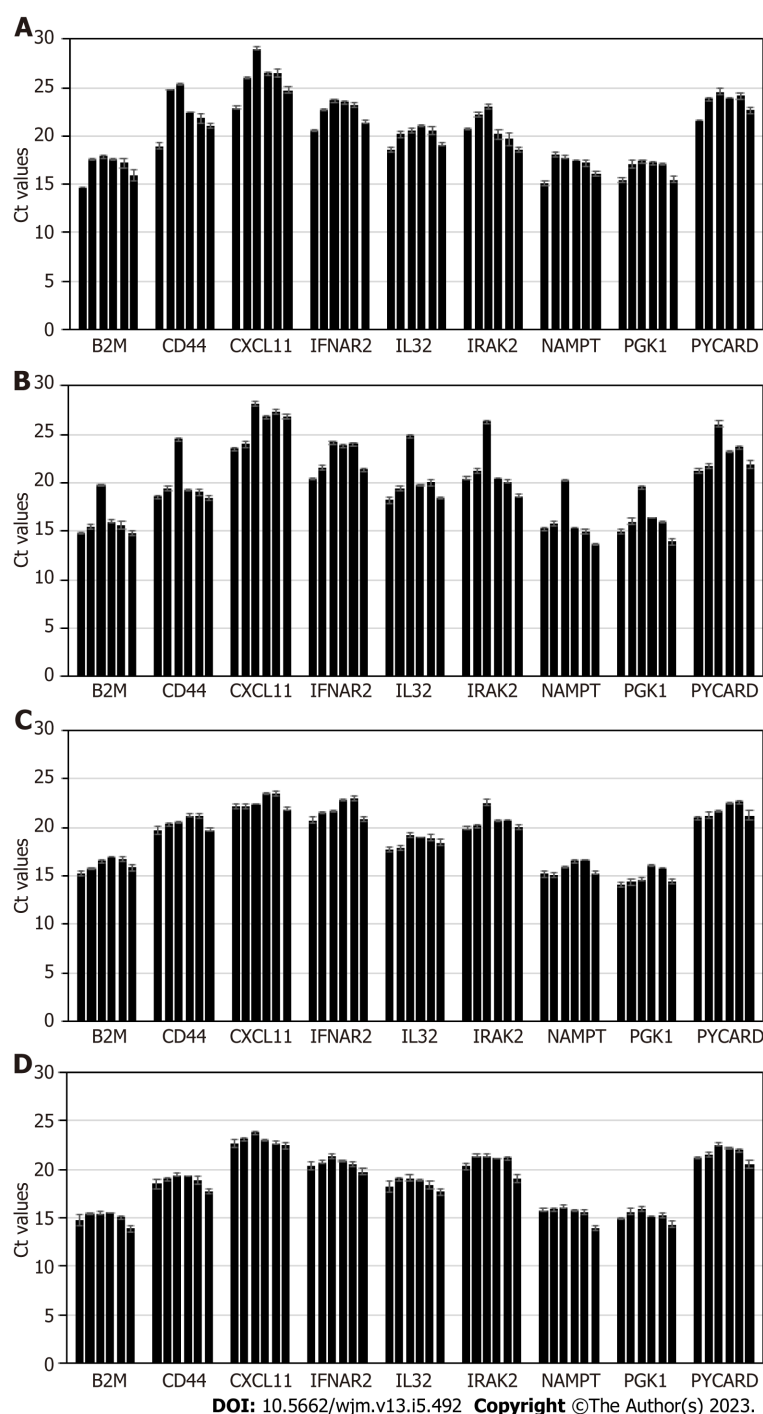 A
30
25
20
15
10
5
0
Ct values
B2M CD44 CXCL11 IFNAR2 IL32 IRAK2 NAMPT PGK1 PYCARD
B
30
25
20
15
10
5
0
Ct values
B2M CD44 CXCL11 IFNAR2 IL32 IRAK2 NAMPT PGK1 PYCARD
C
30
25
20
15
10
5
0
Ct values
B2M CD44 CXCL11 IFNAR2 IL32 IRAK2 NAMPT PGK1 PYCARD
D
30
25
20
15
10
5
0
Ct values
B2M CD44 CXCL11 IFNAR2 IL32 IRAK2 NAMPT PGK1 PYCARD
DOI: 10.5662/wjm.v13.i5.492 Copyright ©The Author(s) 2023.